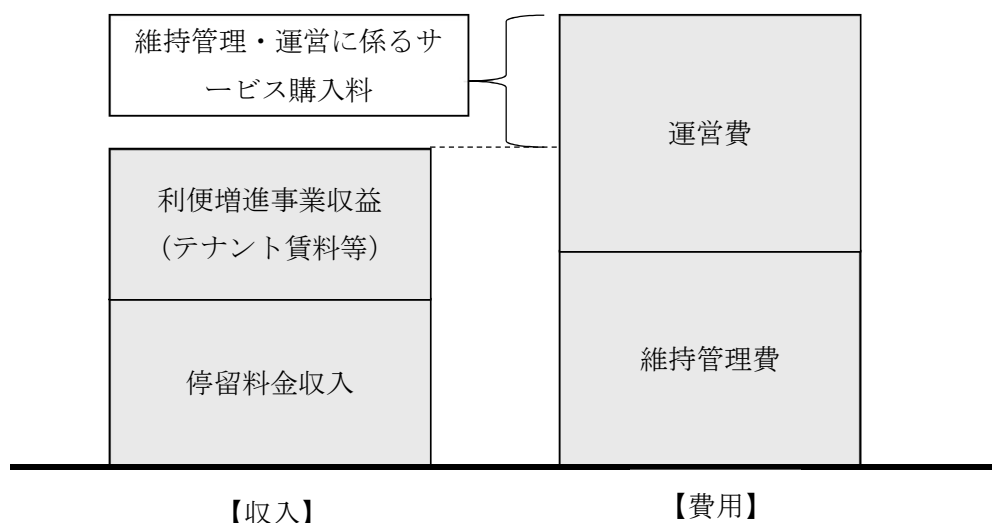 維持管理・運営に係るサ
ービス購入料
運営費
利便増進事業収益
（テナント賃料等）
維持管理費
停留料金収入
【収入】
【費用】